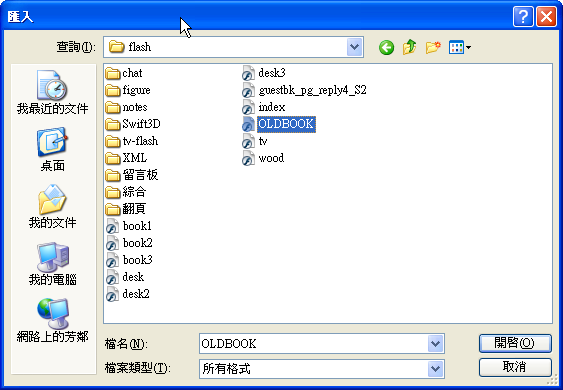 匯入
查詢(I):
flash
我最近的文件
桌面
我的文件
我的電腦
網路上的芳鄰
chat
figure
notes
Swift3D
tv-flash
XML
留言板
綜合
翻頁
book1
book2
book3
desk
desk2
desk3
guestbk_pg_reply4_S2
index
OLDBOOK
tv
wood
檔名(N):
OLDBOOK
開啓(O)
檔案類型(T):
所有格式
取消